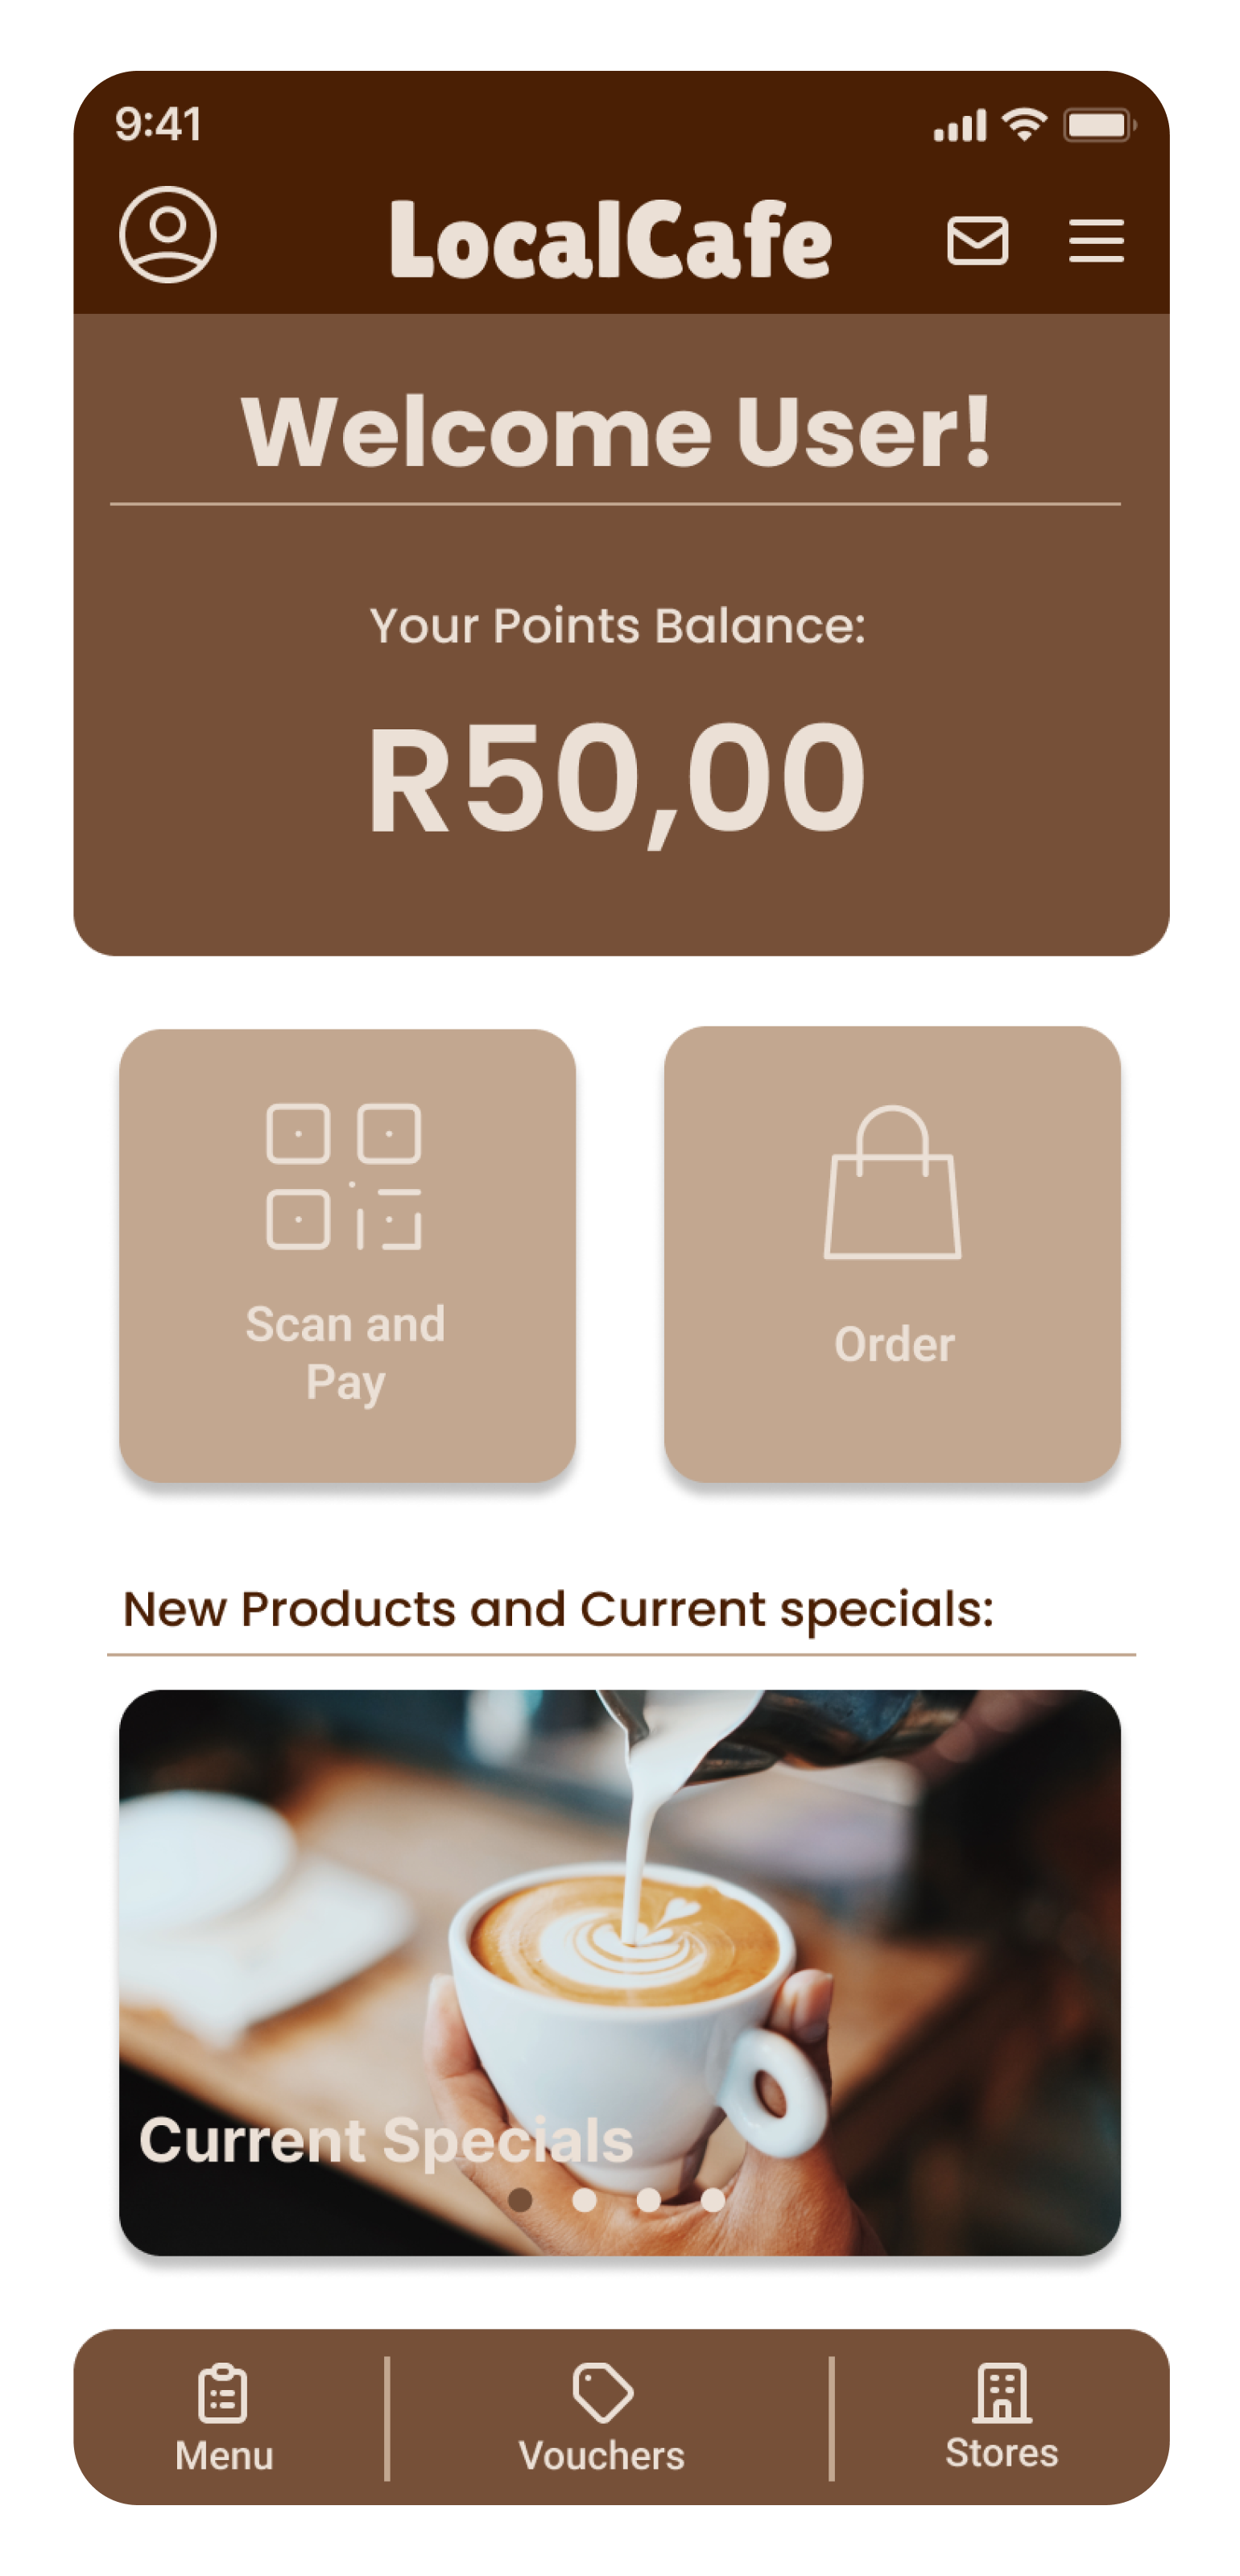 9:41
LocalCafe
Welcome User!
Your Points Balance:
R50,00
Scan and
Pay
Order
New Products and Current specials:
Current Specials
Menu
Vouchers
Stores